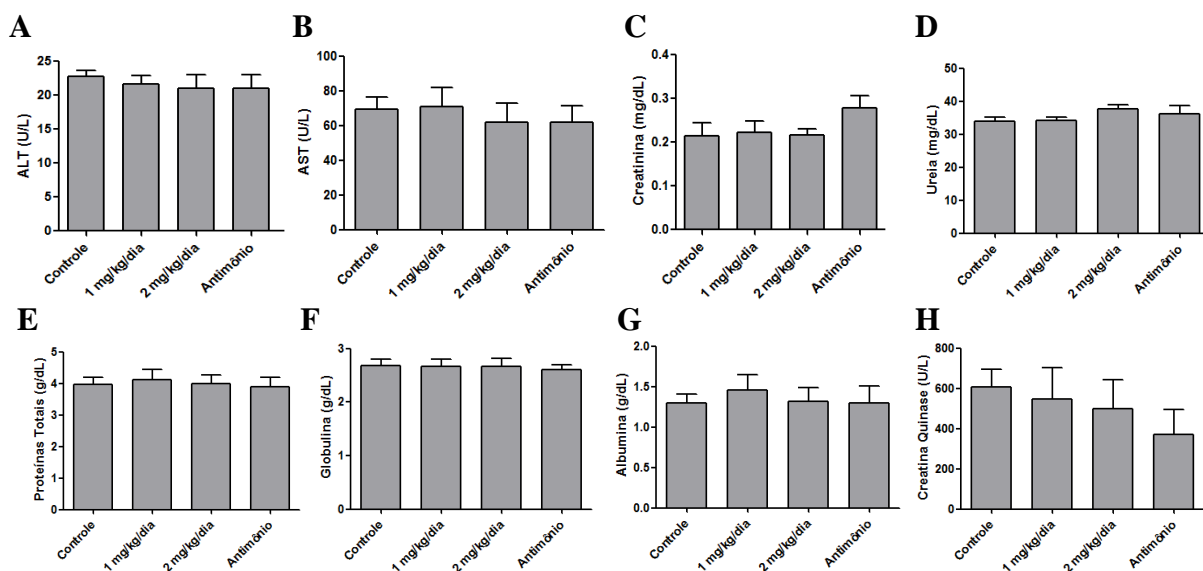 A
ALT (U/L)
25
20
15
10
5
0
Controle
1 mg/kg/dia
2 mg/kg/dia
Antimônio
B
AST (U/L)
100
80
60
40
20
0
Controle
1 mg/kg/dia
2 mg/kg/dia
Antimônio
C
Creatinina (mg/dL)
0.4
0.3
0.2
0.1
0.0
Controle
1 mg/kg/dia
2 mg/kg/dia
Antimônio
D
Ureia (mg/dL)
50
40
30
20
10
0
Controle
1 mg/kg/dia
2 mg/kg/dia
Antimônio
E
Proteínas Totais (g/dL)
5
4
3
2
1
0
Controle
1 mg/kg/dia
2 mg/kg/dia
Antimônio
F
Globulina (g/dL)
3
2
1
0
Controle
1 mg/kg/dia
2 mg/kg/dia
Antimônio
G
Albumina (g/dL)
2.0
1.5
1.0
0.5
0.0
Controle
1 mg/kg/dia
2 mg/kg/dia
Antimônio
H
Creatina Quinase (U/L)
800
600
400
200
0
Controle
1 mg/kg/dia
2 mg/kg/dia
Antimônio